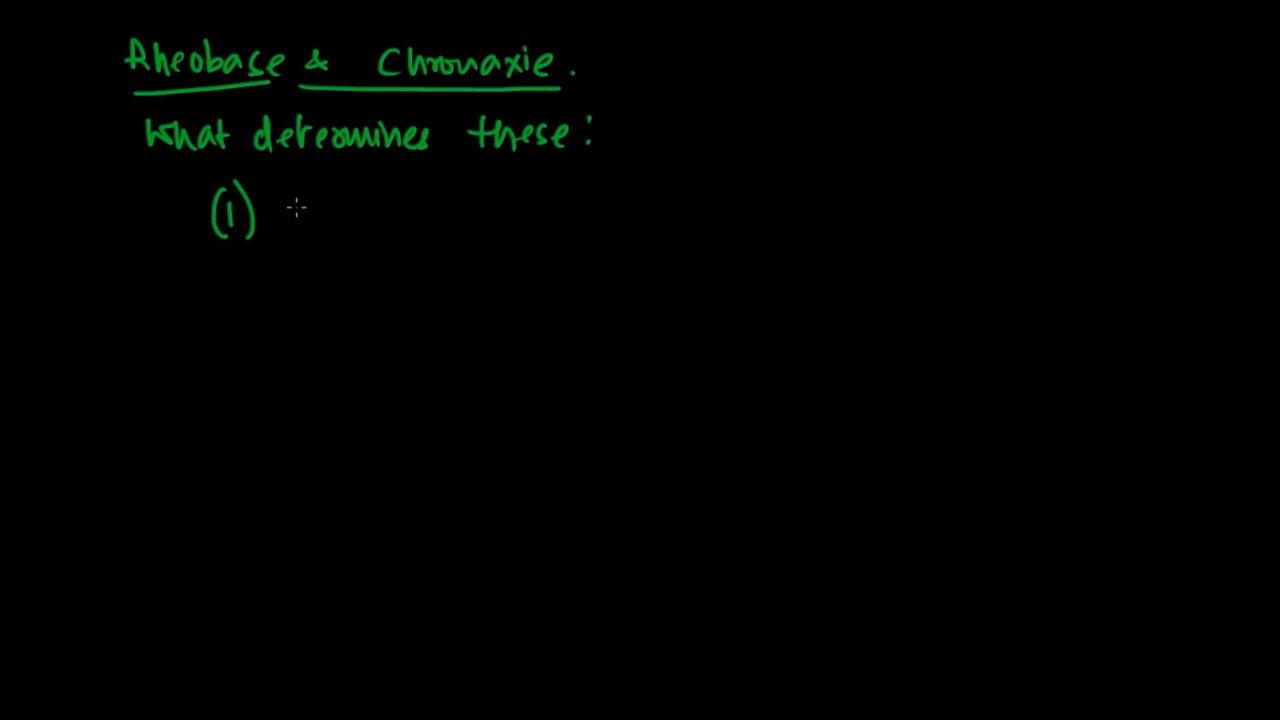 Rheobase & Chronaxie.
What determines these:
(1)